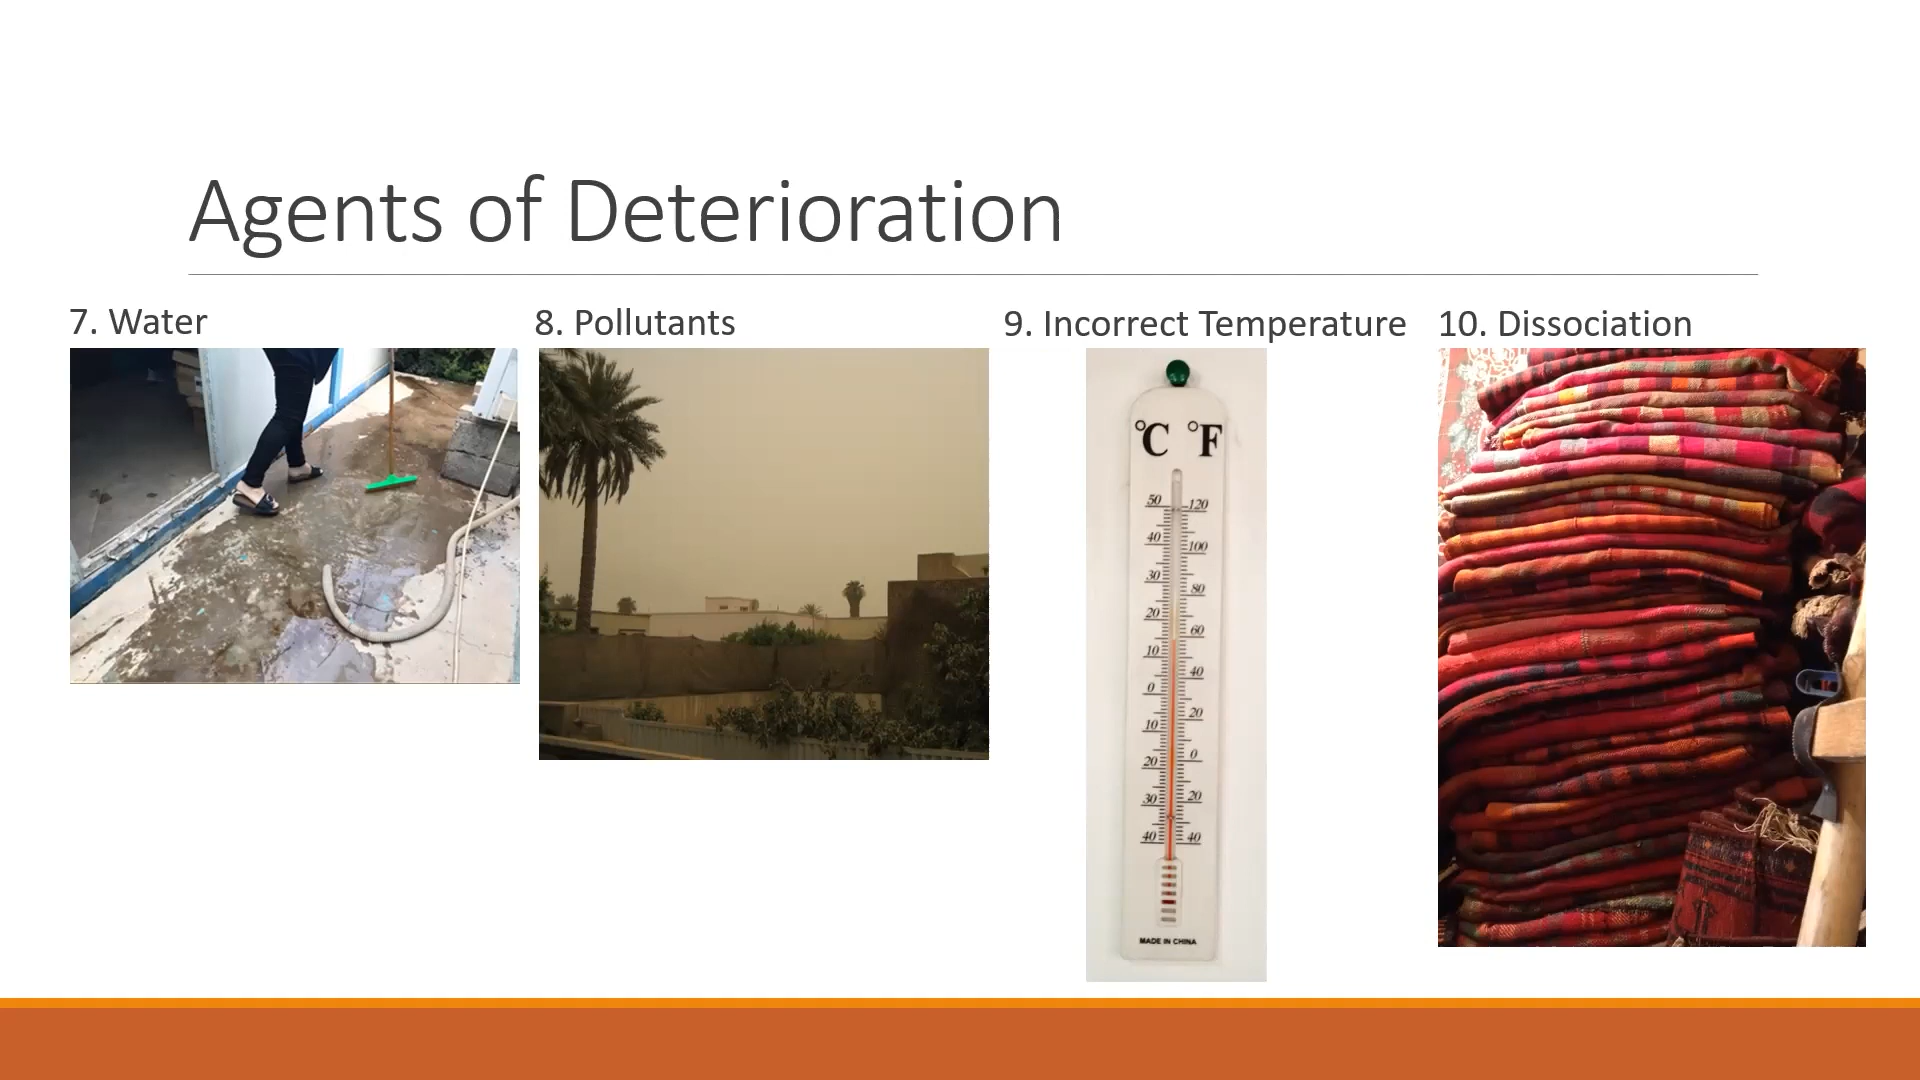 Agents of Deterioration
7. Water
8. Pollutants
9. Incorrect Temperature
10. Dissociation
°C °F
50 120
40 100
30 80
20 60
10 40
0 20
10 0
20 20
30 40
40
MADE IN CHINA